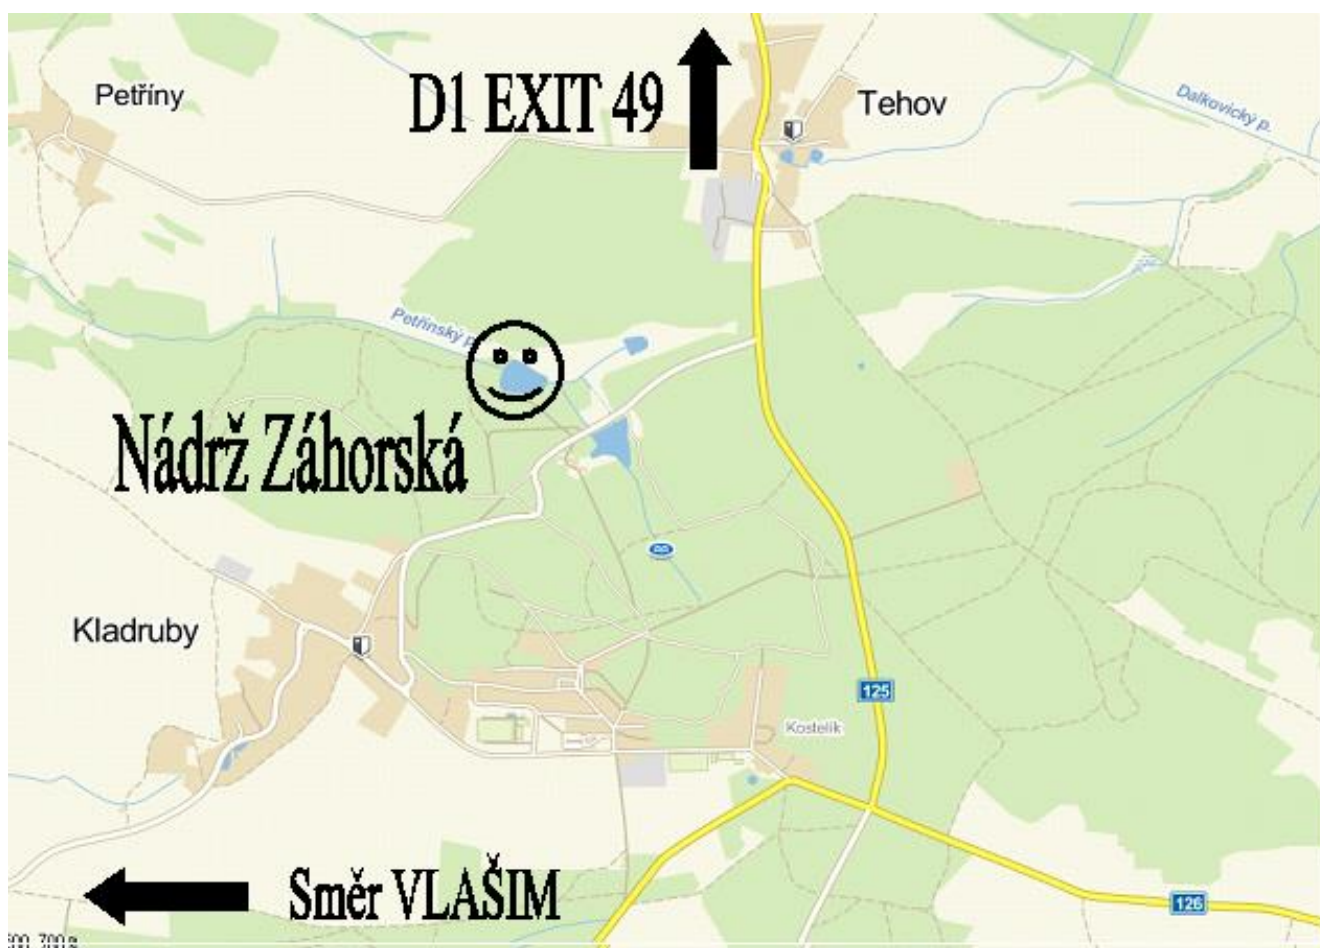 Petříny
D1 EXIT 49
Tehov
Dalkovický p.
Petřínský p.
Nádrž Záhorská
Kladruby
125
Kostelík
126
Směr VLAŠIM